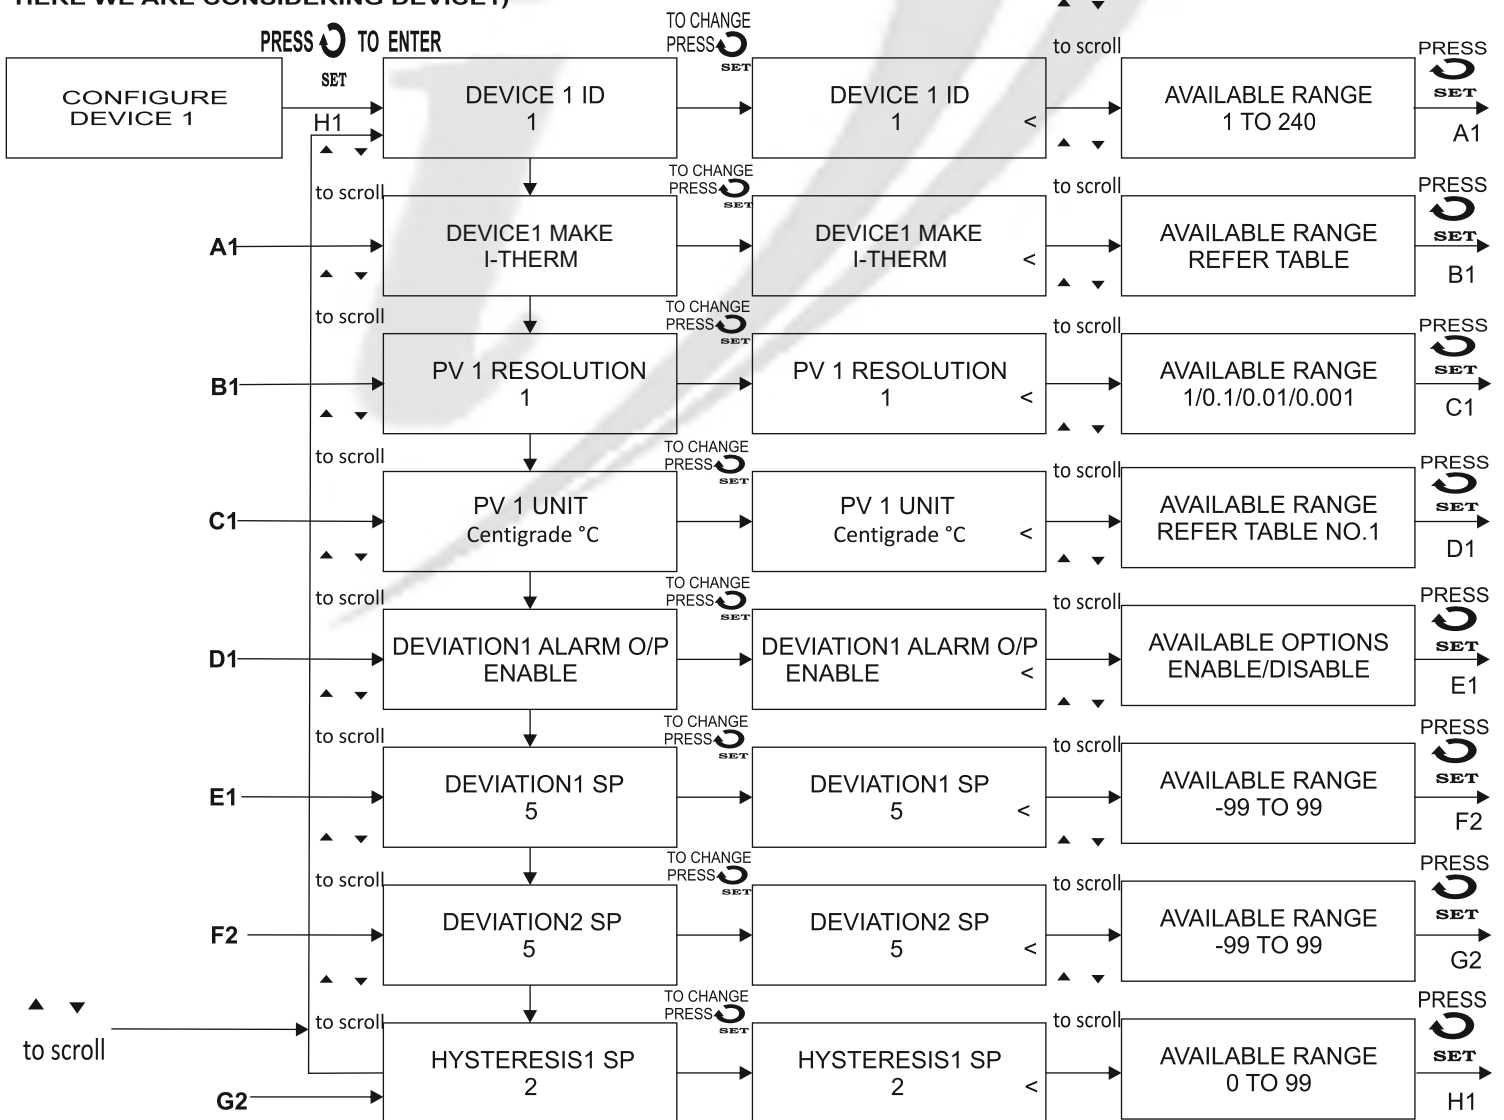 HERE WE ARE CONSIDERING DEVICE1)
PRESS TO ENTER
SET
TO CHANGE
PRESS
SET
to scroll
PRESS
SET
CONFIGURE
DEVICE 1
H1
DEVICE 1 ID
1
DEVICE 1 ID
1 <
AVAILABLE RANGE
1 TO 240
A1
to scroll
TO CHANGE
PRESS
SET
to scroll
PRESS
SET
A1
DEVICE1 MAKE
I-THERM
DEVICE1 MAKE
I-THERM <
AVAILABLE RANGE
REFER TABLE
B1
to scroll
TO CHANGE
PRESS
SET
to scroll
PRESS
SET
B1
PV 1 RESOLUTION
1
PV 1 RESOLUTION
1 <
AVAILABLE RANGE
1/0.1/0.01/0.001
C1
to scroll
TO CHANGE
PRESS
SET
to scroll
PRESS
SET
C1
PV 1 UNIT
Centigrade °C
PV 1 UNIT
Centigrade °C <
AVAILABLE RANGE
REFER TABLE NO.1
D1
to scroll
TO CHANGE
PRESS
SET
to scroll
PRESS
SET
D1
DEVIATION1 ALARM O/P
ENABLE
DEVIATION1 ALARM O/P
ENABLE <
AVAILABLE OPTIONS
ENABLE/DISABLE
E1
to scroll
TO CHANGE
PRESS
SET
to scroll
PRESS
SET
E1
DEVIATION1 SP
5
DEVIATION1 SP
5 <
AVAILABLE RANGE
-99 TO 99
F2
to scroll
TO CHANGE
PRESS
SET
to scroll
PRESS
SET
F2
DEVIATION2 SP
5
DEVIATION2 SP
5 <
AVAILABLE RANGE
-99 TO 99
G2
to scroll
to scroll
TO CHANGE
PRESS
SET
to scroll
PRESS
SET
G2
HYSTERESIS1 SP
2
HYSTERESIS1 SP
2 <
AVAILABLE RANGE
0 TO 99
H1